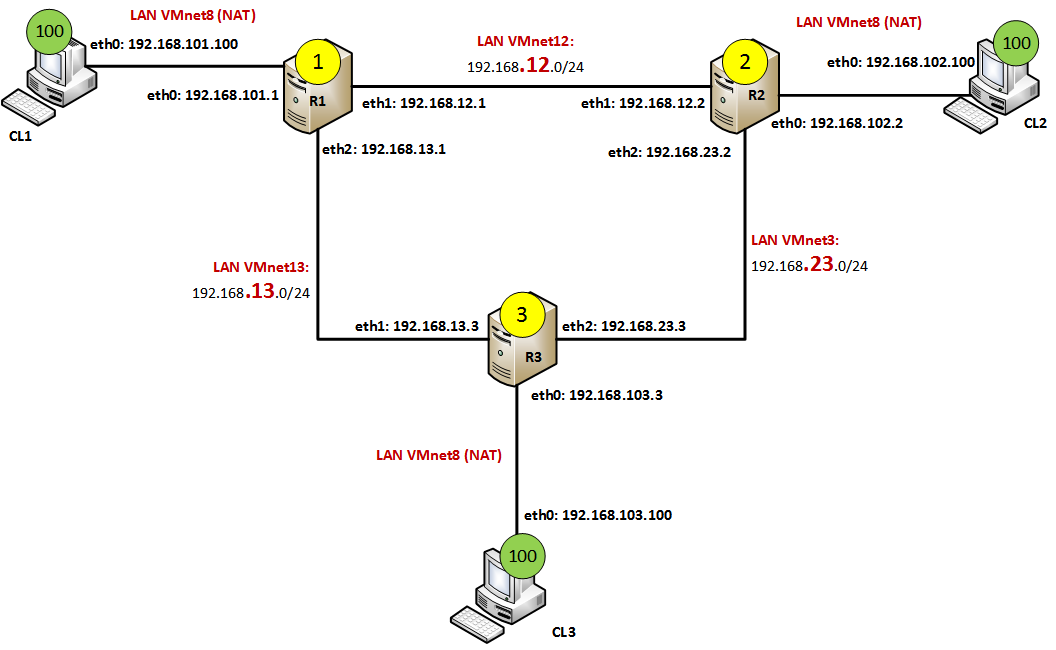 LAN VMnet8 (NAT)
100
eth0: 192.168.101.100
CL1
eth0: 192.168.101.1
1
R1
LAN VMnet12:
192.168.12.0/24
eth1: 192.168.12.1
eth2: 192.168.13.1
eth1: 192.168.12.2
2
R2
eth2: 192.168.23.2
LAN VMnet8 (NAT)
eth0: 192.168.102.100
100
eth0: 192.168.102.2
CL2
LAN VMnet13:
192.168.13.0/24
LAN VMnet3:
192.168.23.0/24
eth1: 192.168.13.3
3
R3
eth2: 192.168.23.3
eth0: 192.168.103.3
LAN VMnet8 (NAT)
eth0: 192.168.103.100
100
CL3